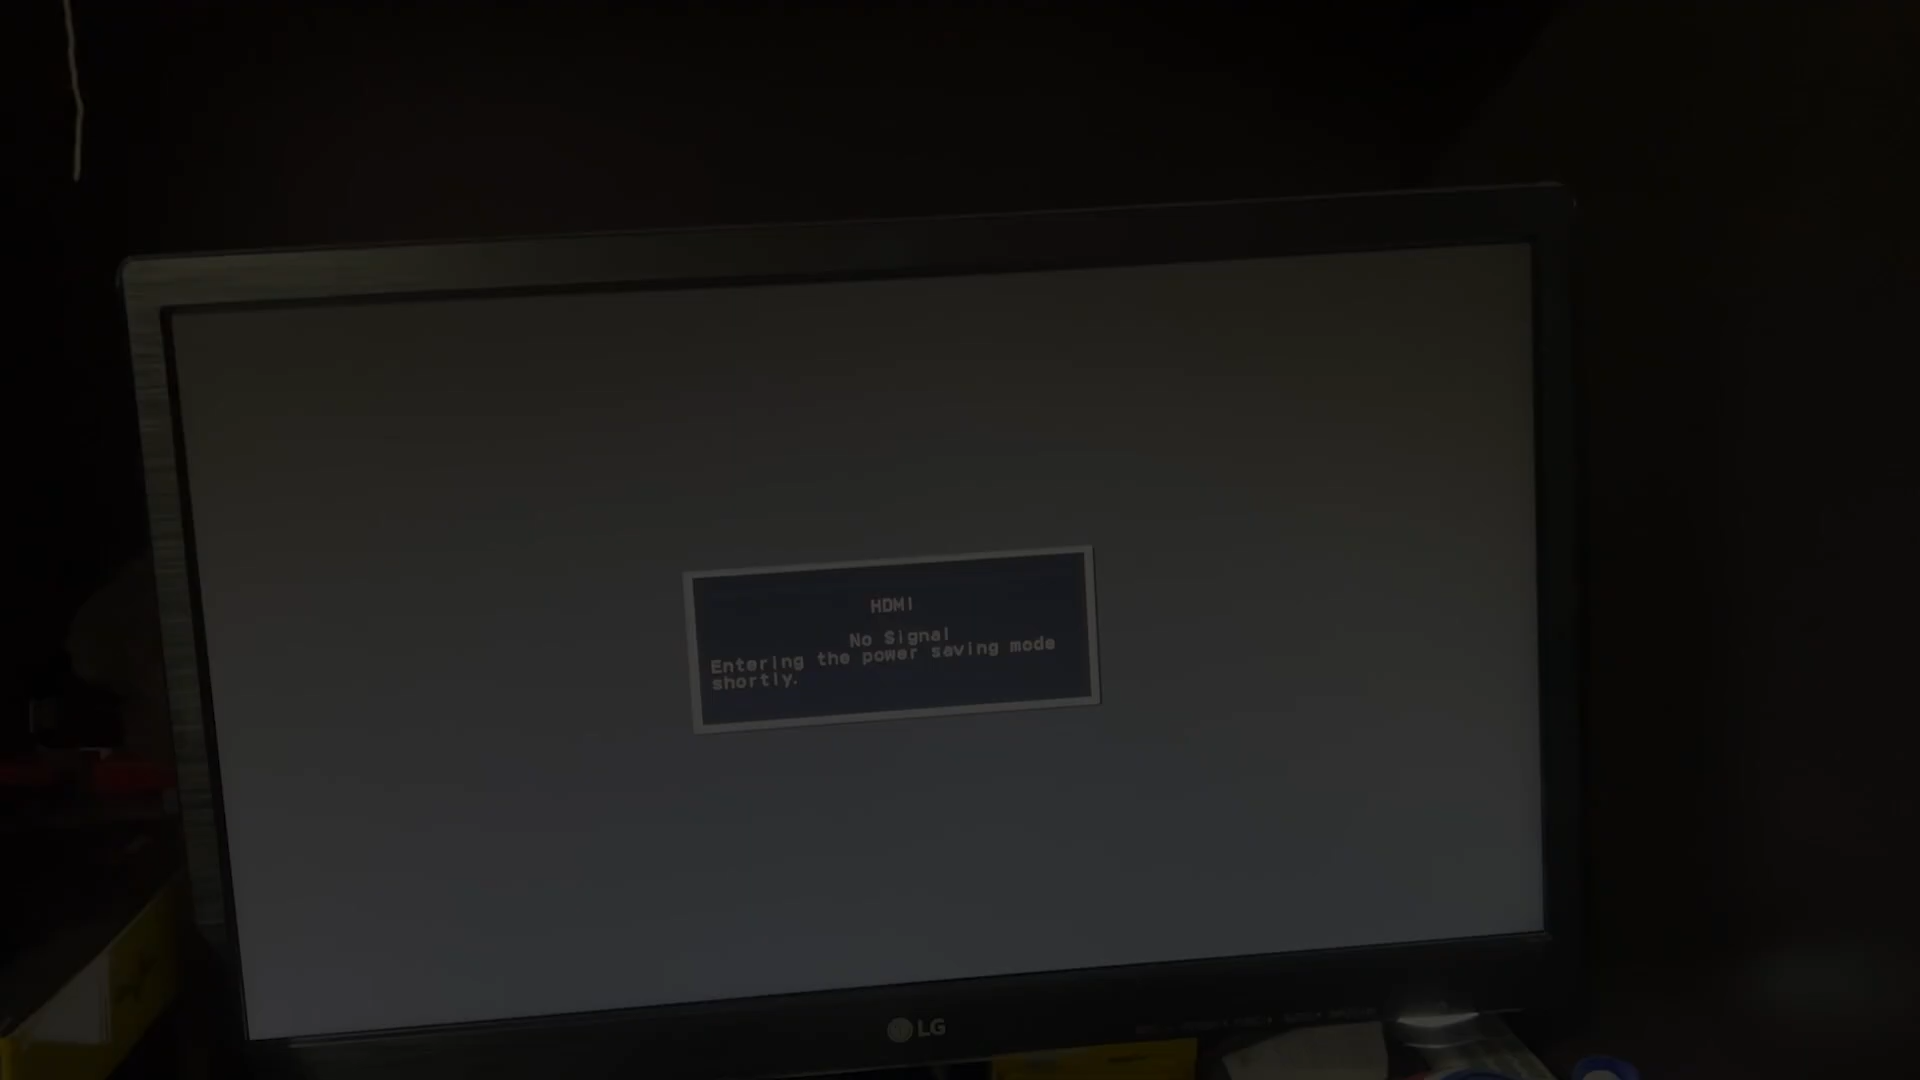 HDMI
No Signal
Entering the power saving mode
shortly.
LG